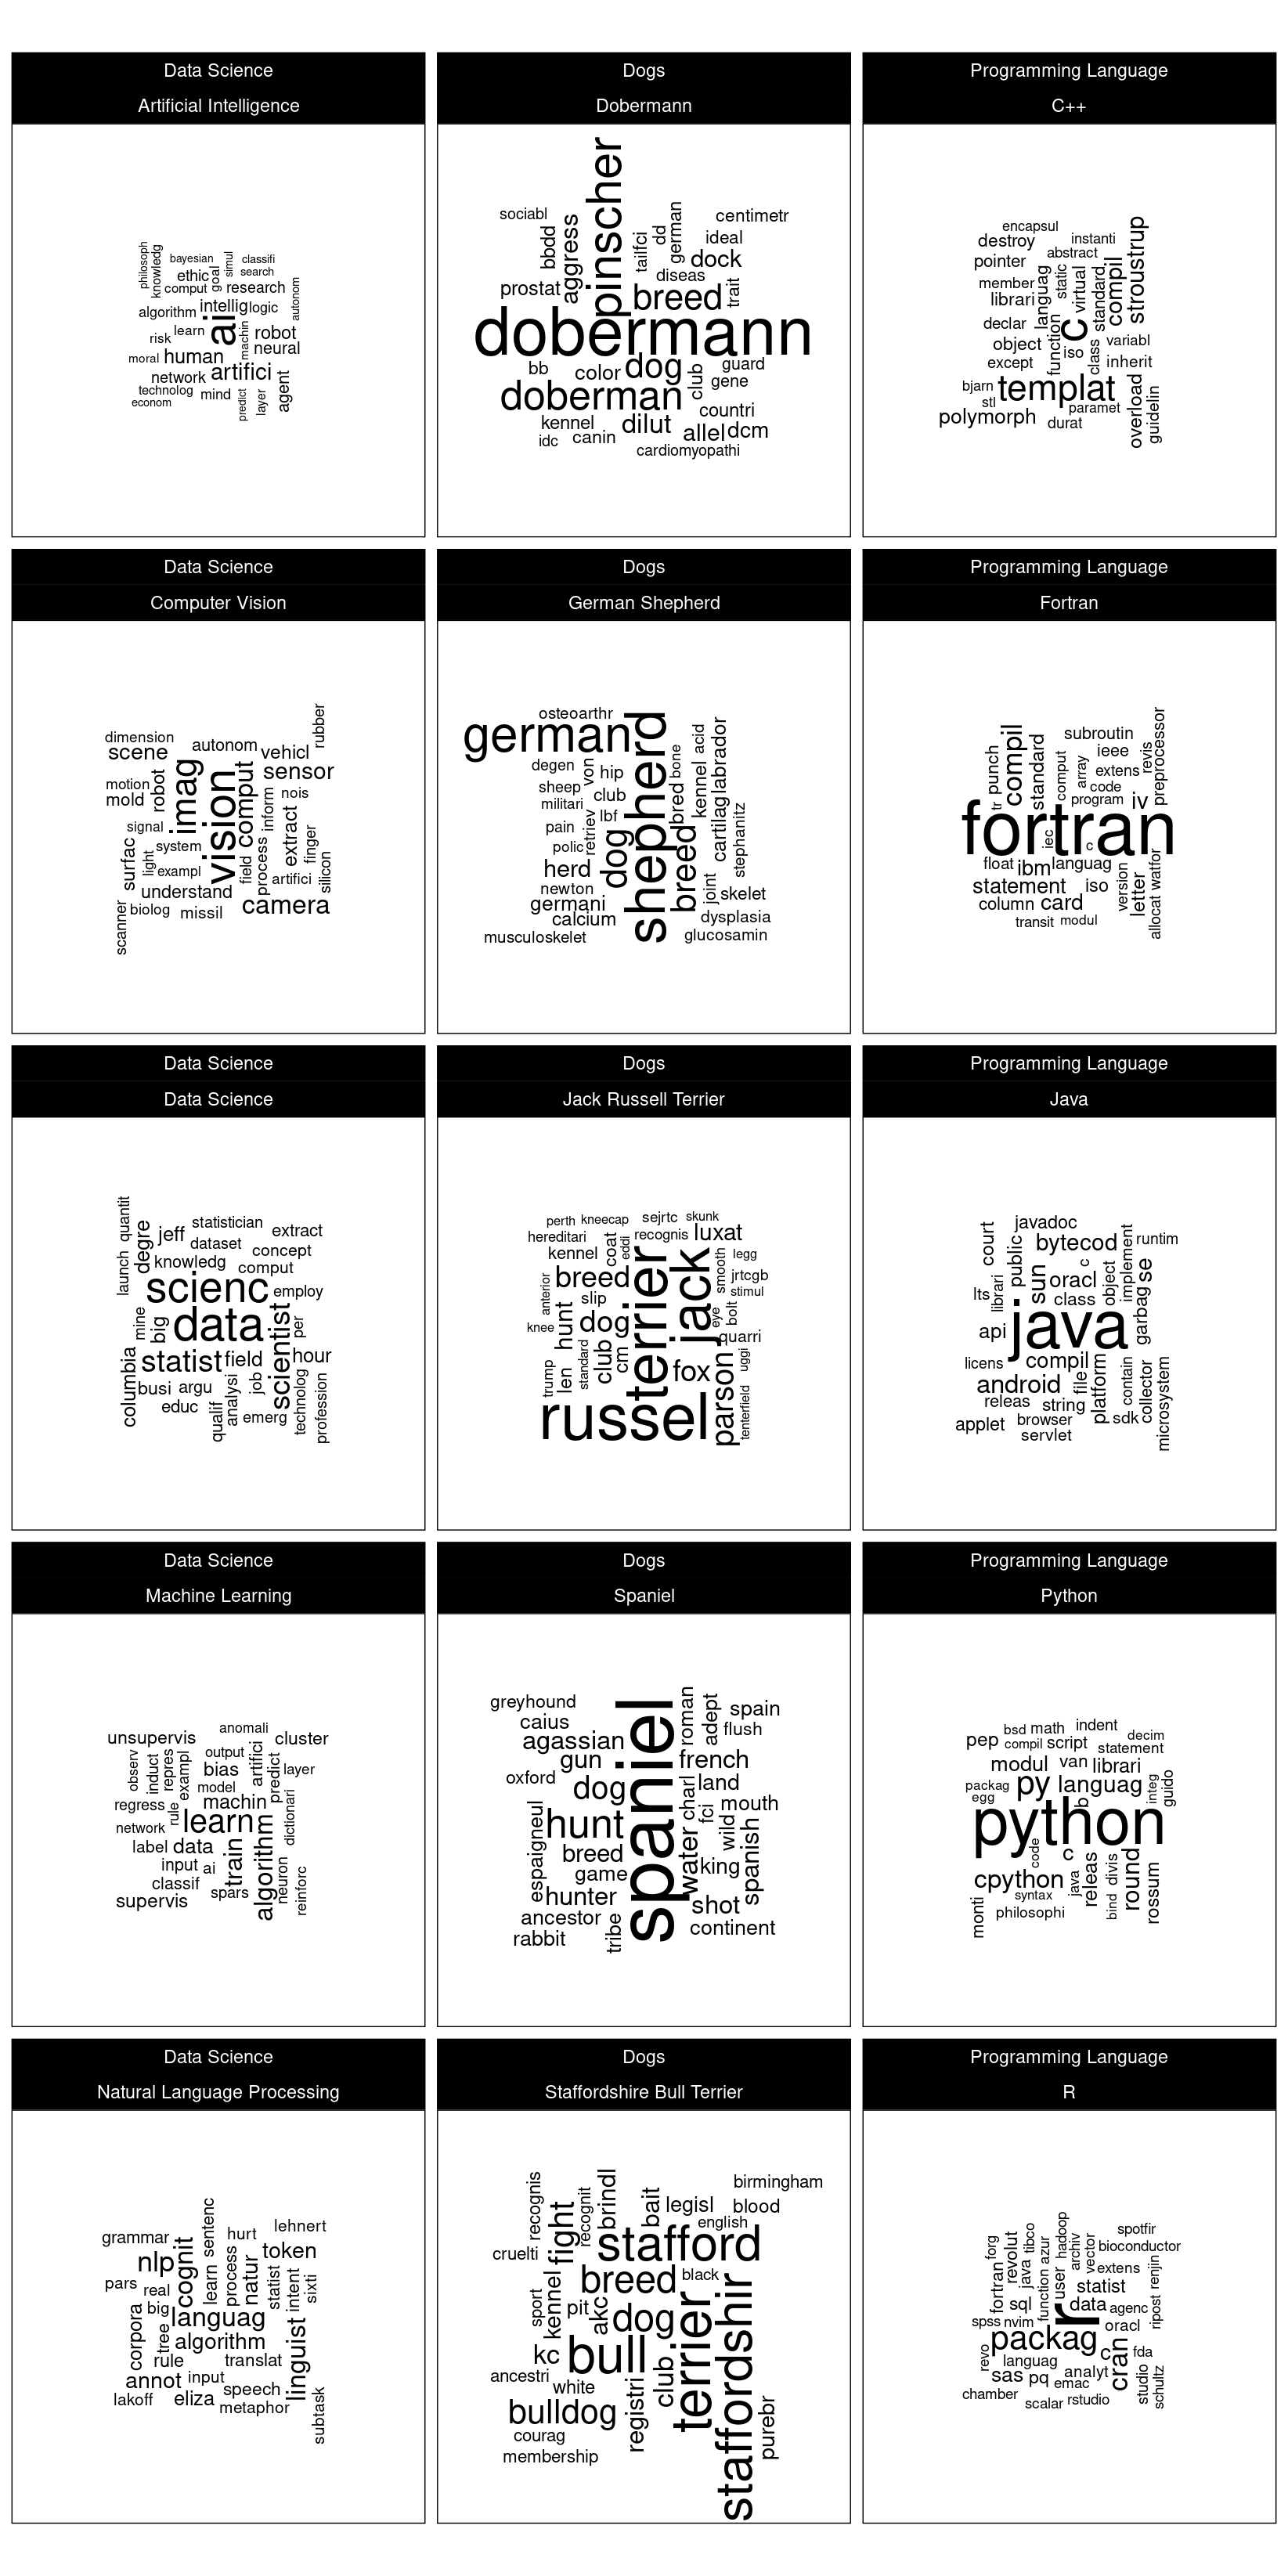 Data Science
Artificial Intelligence
philosoph
knowledg
bayesian
simul
classifi
ethic
goal
search
comput
research
autonom
algorithm
intellig
logic
risk
learn
ai
machin
robot
neural
moral
human
network
artifici
agent
technolog
mind
predict
layer
econom
Dogs
Dobermann
pinscher
sociabl
bbdd
aggress
tailfci
dd
german
centimetr
ideal
dock
diseas
prostat
breed
trait
dobermann
bb
color
dog
club
guard
gene
doberman
countri
kennel
dilut
allel
dcm
idc
canin
cardiomyopathi
Programming Language
C++
encapsul
destroy
instanti
stroustrup
abstract
pointer
member
languag
static
virtual
standard
compil
librari
declar
c
object
function
iso
class
variabl
except
inherit
bjarn
templat
stl
overload
guidelin
polymorph
paramet
durat
Data Science
Computer Vision
rubber
dimension
scene
autonom
vehicl
sensor
motion
robot
imag
vision
comput
mold
inform
nois
signal
extract
finger
surfac
light
system
field
process
exampl
artifici
silicon
understand
scanner
biolog
missil
camera
Dogs
German Shepherd
osteoarthr
german
shepherd
degen
von
hip
bone
kennel
acid
labrador
sheep
club
bred
militari
lbf
cartilag
stephanitz
pain
retriev
polic
dog
breed
herd
newton
joint
skelet
germani
calcium
dysplasia
musculoskelet
glucosamin
Programming Language
Fortran
compil
subroutin
revis
preprocessor
punch
standard
comput
array
ieee
extens
code
tr
program
iv
fortran
iec
c
float
ibm
languag
statement
iso
version
letter
allocat
watfor
column
card
transit
modul
Data Science
Data Science
launch
quantit
degre
jeff
statistician
extract
dataset
concept
knowledg
comput
scienc
employ
mine
big
data
scientist
per
columbia
statist
field
hour
busi
argu
analysi
job
technolog
profession
educ
qualif
emerg
Dogs
Jack Russell Terrier
perth
kneecap
sejrtc
skunk
hereditari
coat
eddi
recognis
luxat
kennel
terrier
jack
smooth
legg
anterior
breed
jrtcgb
slip
stimul
knee
hunt
dog
eye
bolt
quarri
trump
len
standard
club
cm
fox
parson
uggi
russel
tenterfield
Programming Language
Java
court
javadoc
public
bytecod
implement
runtim
c
lts
librari
sun
oracl
object
se
class
garbag
api
java
licens
compil
android
file
platform
contain
collector
microsystem
releas
string
applet
browser
sdk
servlet
Data Science
Machine Learning
unsupervis
anomali
cluster
observ
induct
repres
exampl
output
artifici
predict
bias
layer
model
regress
rule
machin
dictionari
network
learn
label
data
train
algorithm
input
ai
neuron
reinforc
classif
spars
supervis
Dogs
Spaniel
greyhound
spaniel
roman
adept
spain
caius
flush
agassian
gun
french
oxford
dog
charl
land
fci
mouth
espaigneul
hunt
water
wild
spanish
breed
game
king
hunter
shot
ancestor
tribe
continent
rabbit
Programming Language
Python
pep
bsd
math
indent
decim
compil
script
statement
modul
van
librari
packag
py
languag
integ
guido
egg
b
python
code
c
cpython
java
releas
divis
round
rossum
syntax
bind
monti
philosophi
Data Science
Natural Language Processing
sentenc
grammar
cognit
hurt
lehnert
nlp
learn
process
natur
token
pars
real
statist
intent
sixti
big
languag
corpora
tree
algorithm
linguist
rule
translat
annot
input
speech
lakoff
eliza
metaphor
subtask
Dogs
Staffordshire Bull Terrier
recognis
fight
recognit
brindl
bait
birmingham
legisl
blood
english
cruelti
stafford
sport
kennel
breed
black
pit
akc
dog
terrier
staffordshir
kc
bull
ancestri
white
registri
club
bulldog
purebr
courag
membership
Programming Language
R
forg
revolut
tibco
hadoop
spotfir
fortran
java
azur
archiv
vector
bioconductor
function
user
extens
renjin
sql
statist
r
data
agenc
ripost
spss
nvim
oracl
revo
packag
c
cran
fda
languag
sas
pq
analyt
studio
schultz
emac
chamber
scalar
rstudio